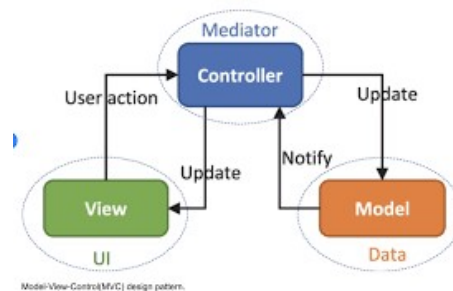 Mediator
Controller
User action
Update
Update
Notify
View
Model
UI
Data
Model-View-Control(MVC) design pattern.